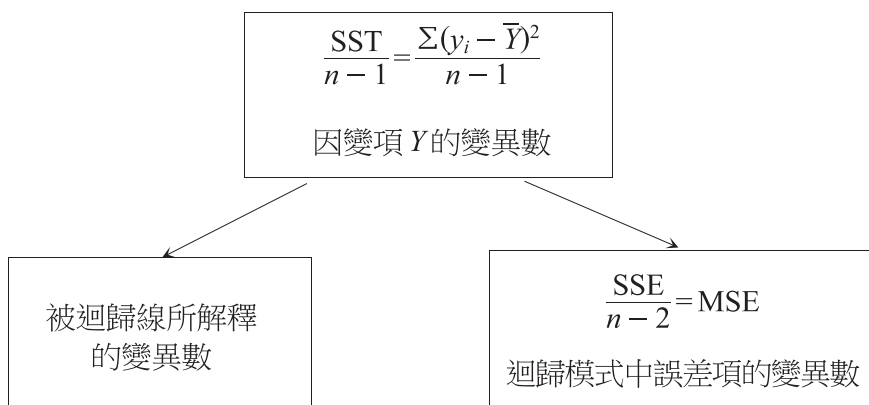 SST/(n − 1) = Σ(yᵢ − Ȳ)²/(n − 1)
因變項 Y 的變異數
被迴歸線所解釋
的變異數
SSE/(n − 2) = MSE
迴歸模式中誤差項的變異數